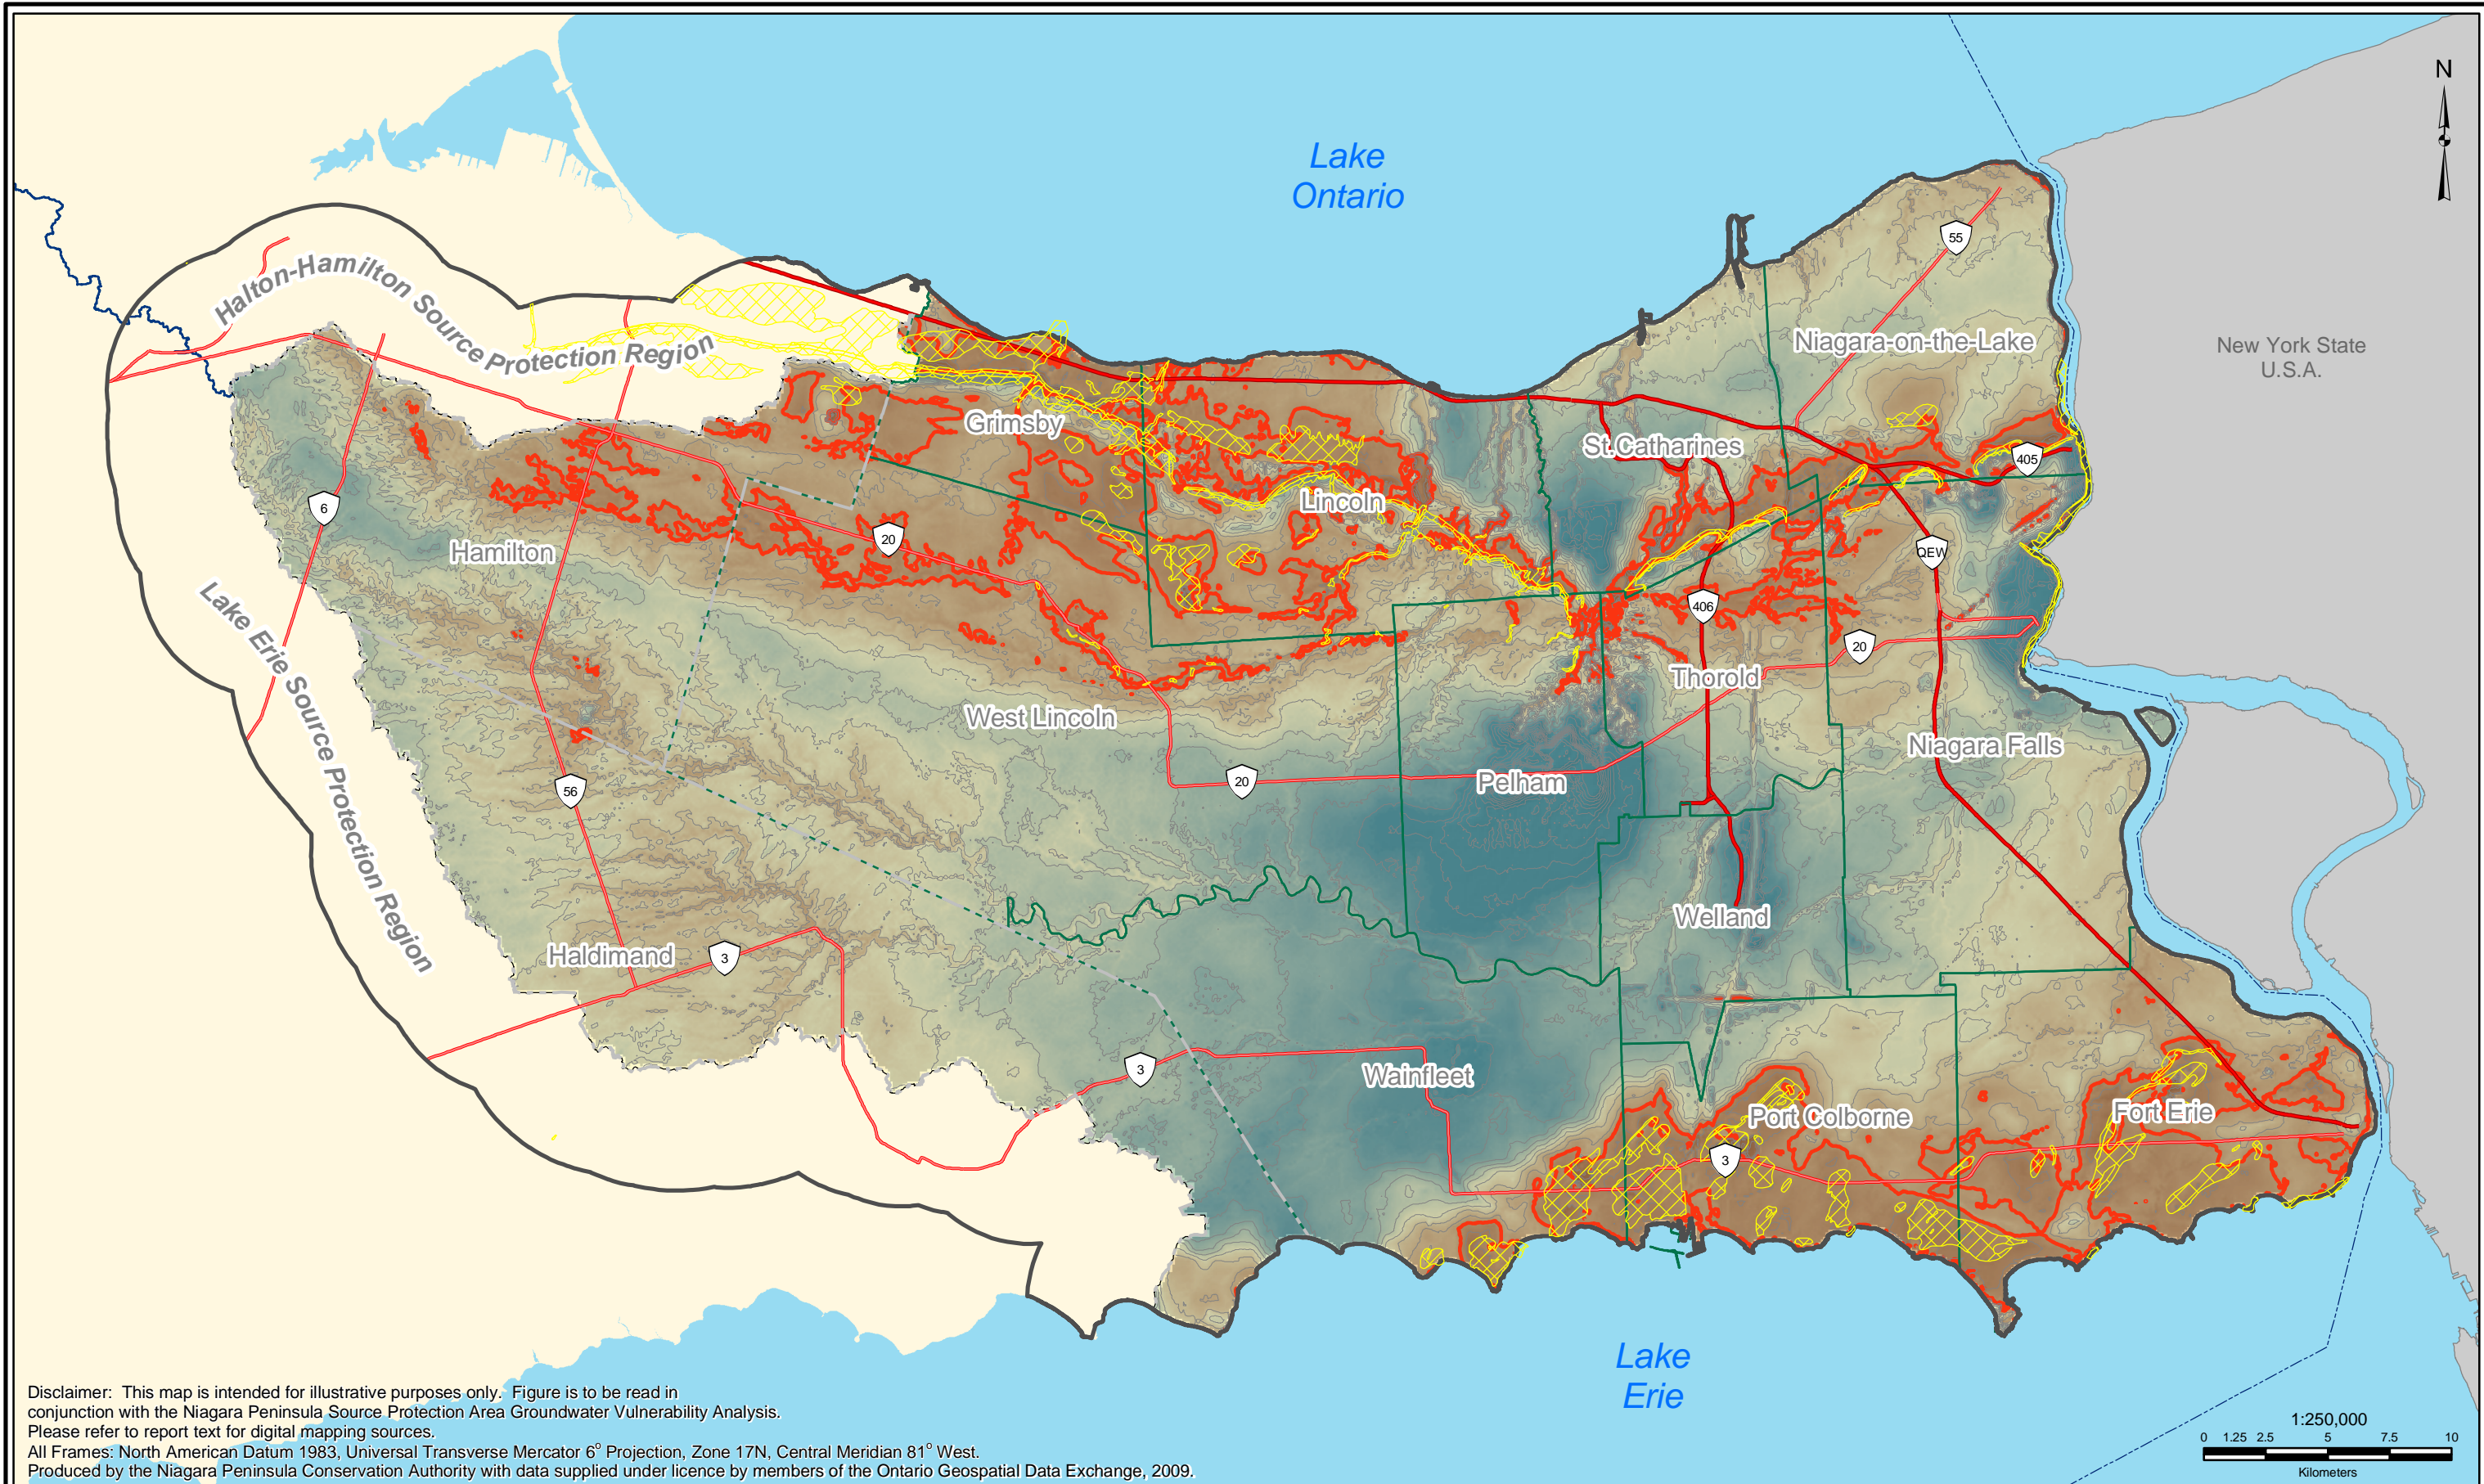 N
Lake
Ontario
55
Halton-Hamilton Source Protection Region
Niagara-on-the-Lake
New York State
U.S.A.
Grimsby
St.Catharines
405
Lincoln
6
20
Hamilton
QEW
406
20
Lake Erie Source Protection Region
Thorold
West Lincoln
Niagara Falls
20
Pelham
56
Welland
Haldimand
3
3
Wainfleet
Port Colborne
Fort Erie
3
Lake
Erie
Disclaimer: This map is intended for illustrative purposes only. Figure is to be read in
conjunction with the Niagara Peninsula Source Protection Area Groundwater Vulnerability Analysis.
Please refer to report text for digital mapping sources.
All Frames: North American Datum 1983, Universal Transverse Mercator 6° Projection, Zone 17N, Central Meridian 81° West.
Produced by the Niagara Peninsula Conservation Authority with data supplied under licence by members of the Ontario Geospatial Data Exchange, 2009.
1:250,000
0 1.25 2.5 5 7.5 10
Kilometers